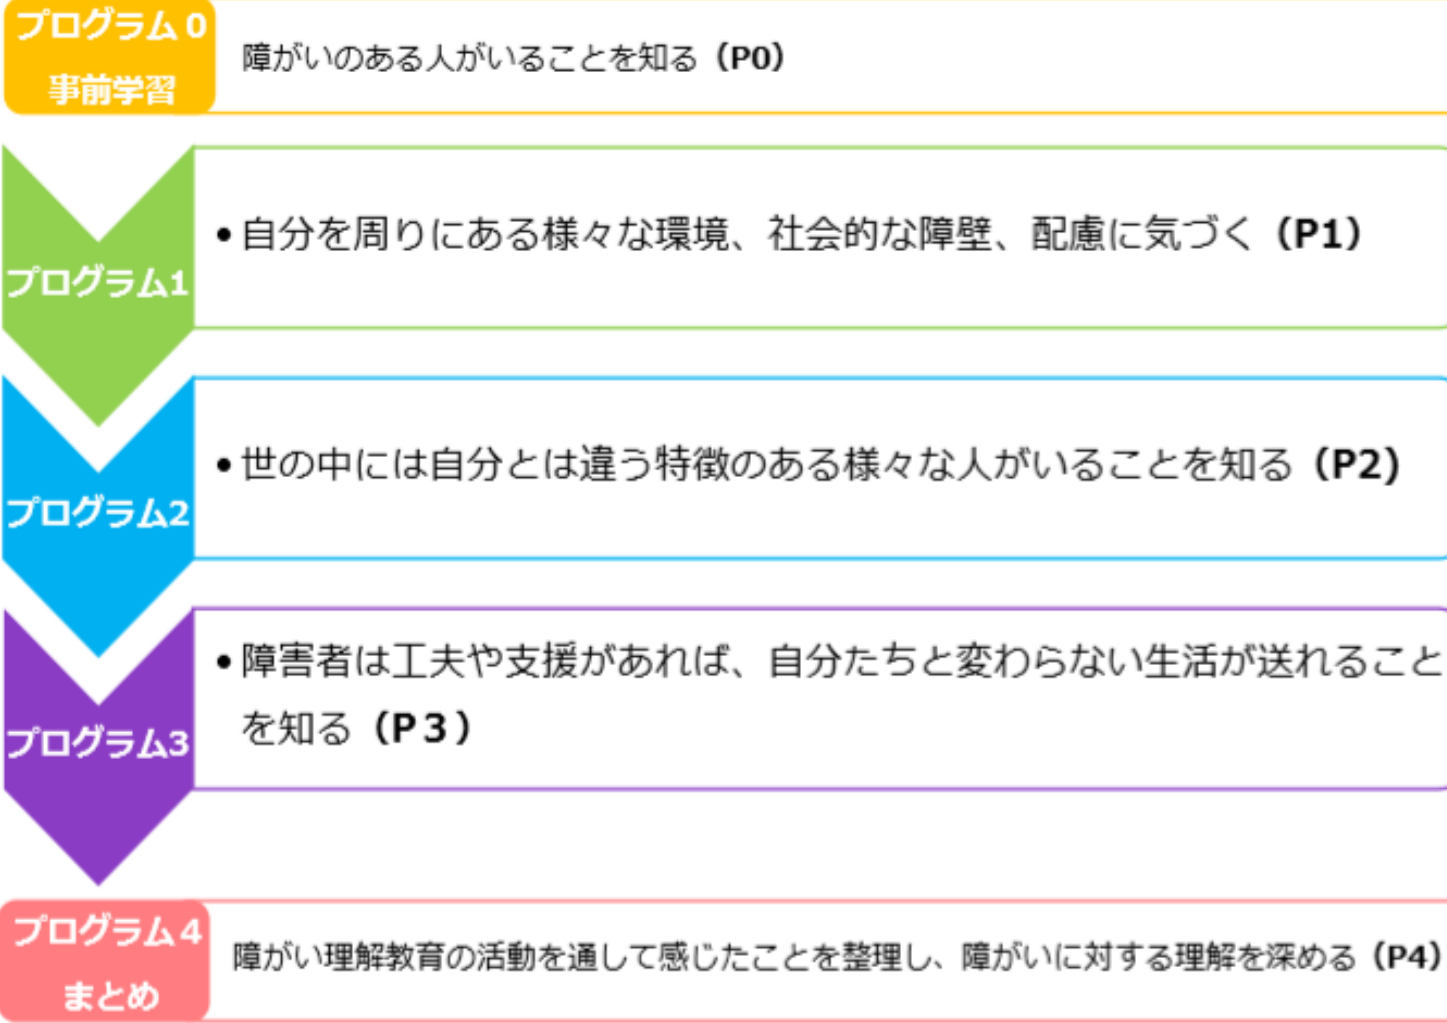 プログラム０
事前学習
障がいのある人がいることを知る（P0）
プログラム1
•自分を周りにある様々な環境、社会的な障壁、配慮に気づく（P1）
プログラム2
•世の中には自分とは違う特徴のある様々な人がいることを知る（P2)
プログラム3
•障害者は工夫や支援があれば、自分たちと変わらない生活が送れること
を知る（P３）
プログラム４
まとめ
障がい理解教育の活動を通して感じたことを整理し、障がいに対する理解を深める（P4）